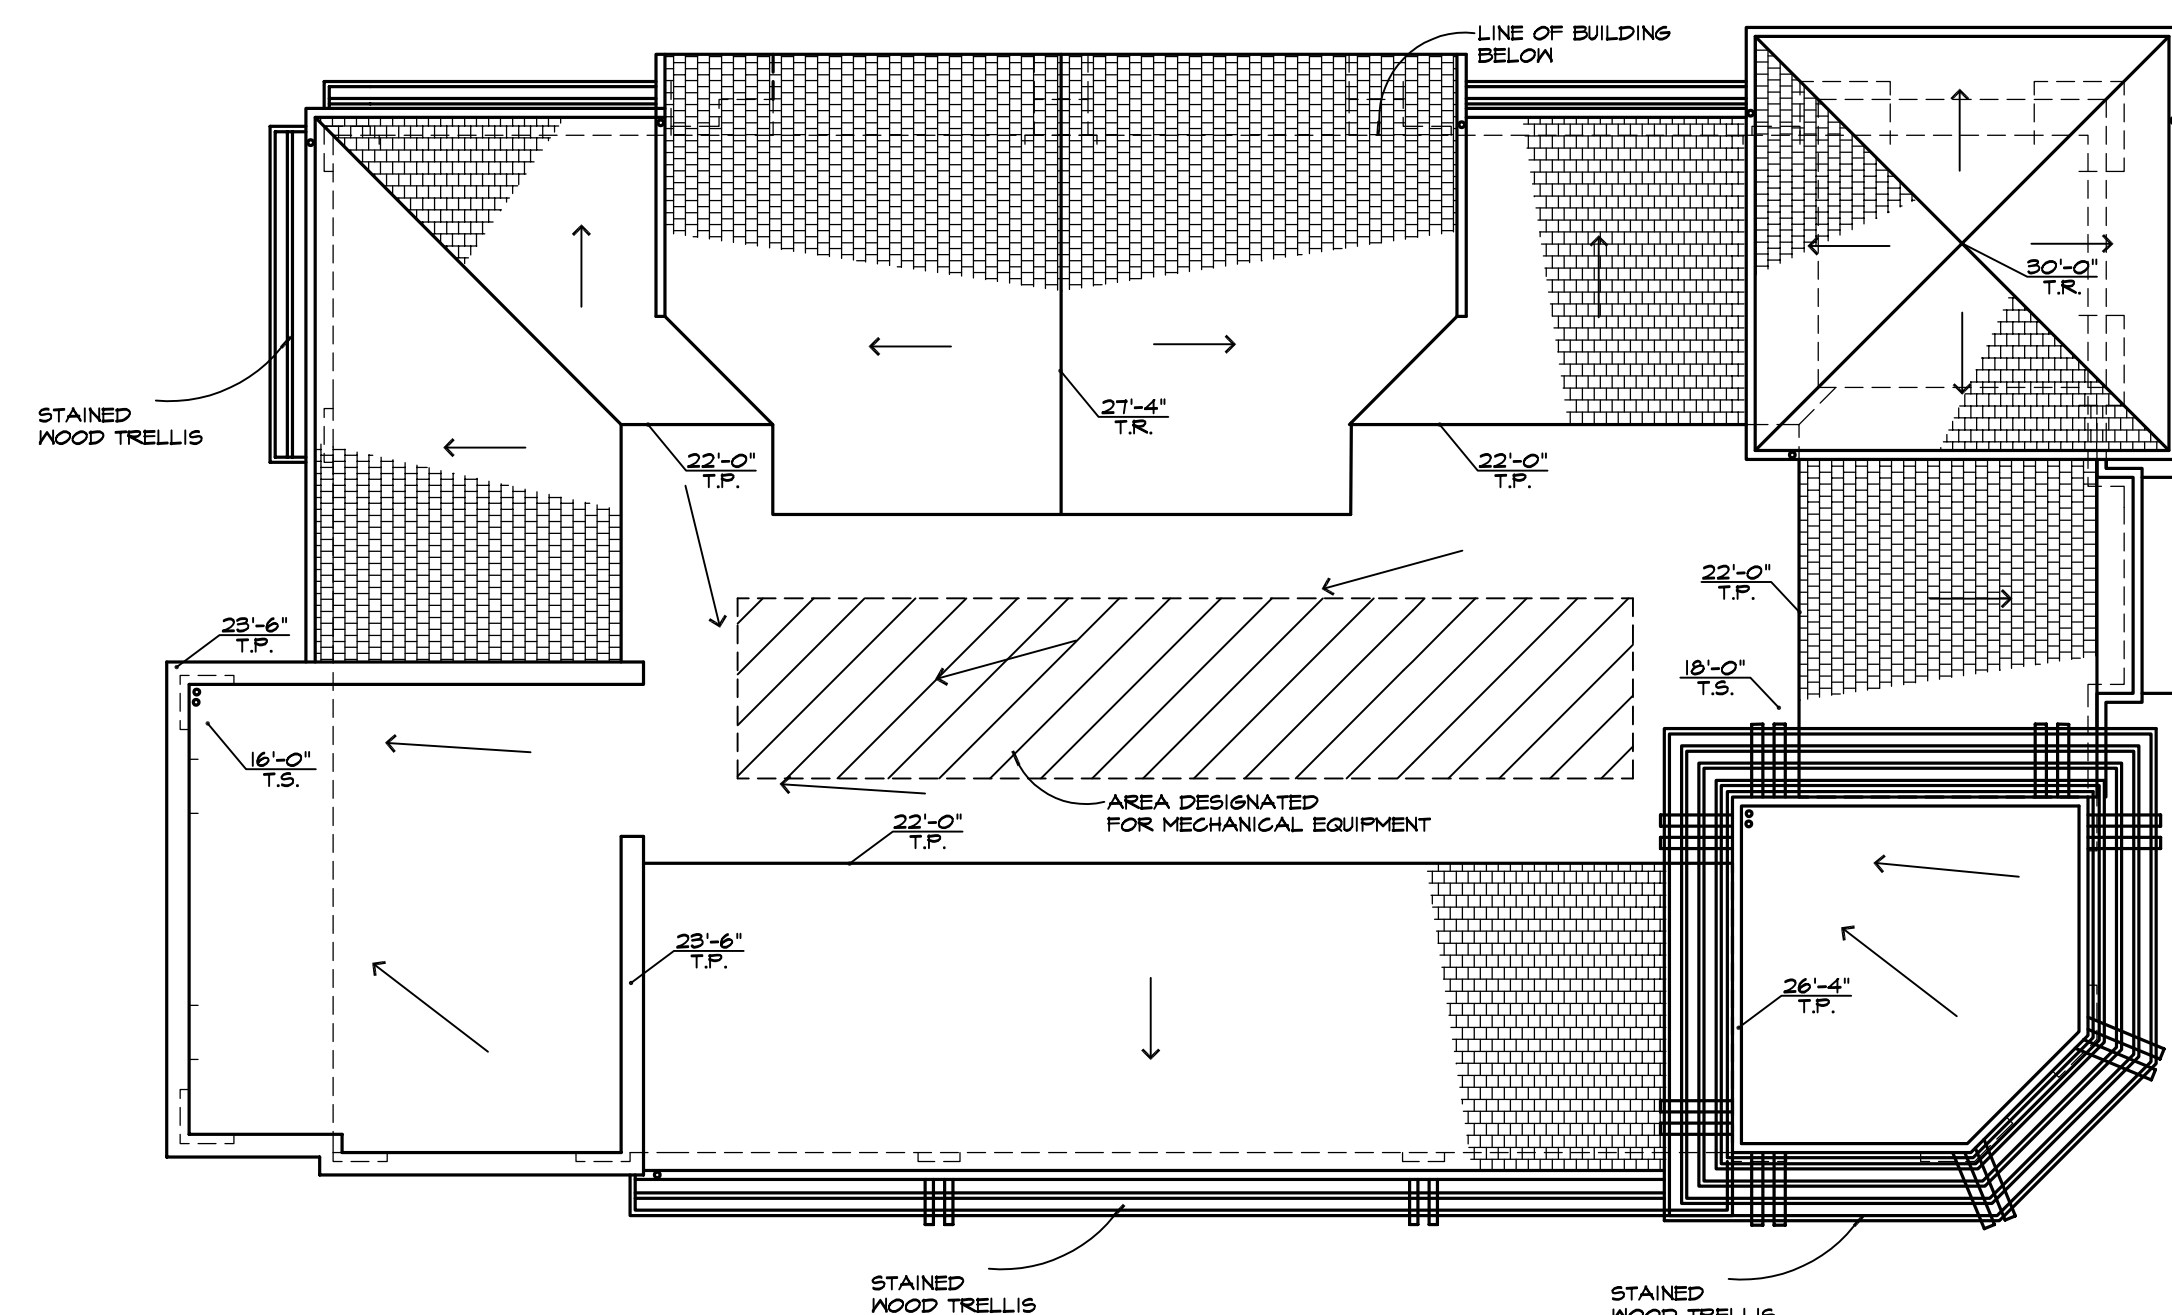 LINE OF BUILDING
BELOW
30'-0"
T.R.
STAINED
WOOD TRELLIS
27'-4"
T.R.
22'-0"
T.P.
22'-0"
T.P.
22'-0"
T.P.
23'-6"
T.P.
18'-0"
T.S.
16'-0"
T.S.
AREA DESIGNATED
FOR MECHANICAL EQUIPMENT
22'-0"
T.P.
23'-6"
T.P.
26'-4"
T.P.
STAINED
WOOD TRELLIS
STAINED
WOOD TRELLIS